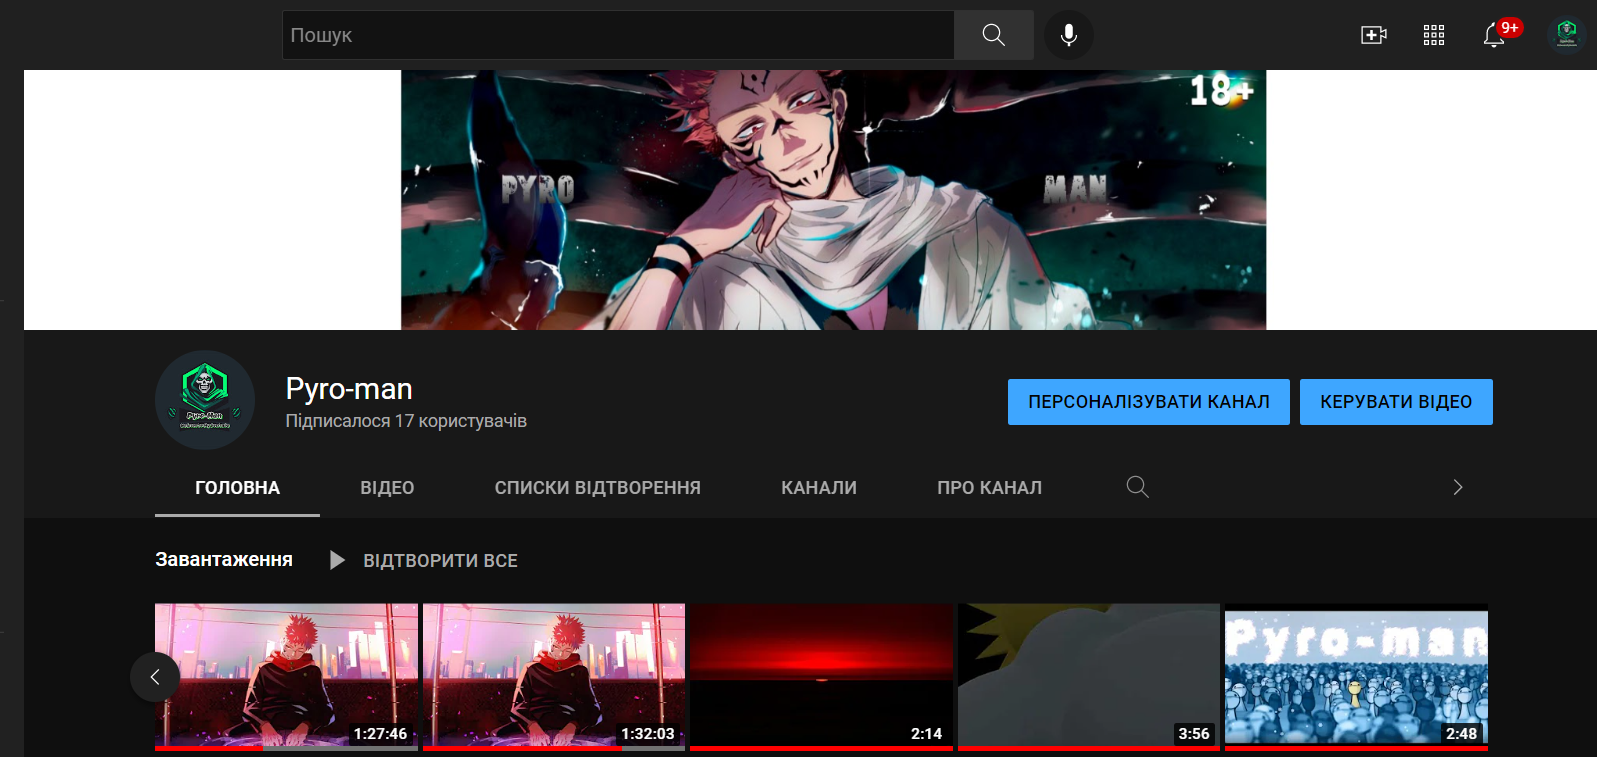 Пошук
9+
18+
PYRO MAN
Pyro-man
Підписалося 17 користувачів
ПЕРСОНАЛІЗУВАТИ КАНАЛ
КЕРУВАТИ ВІДЕО
Pyro-Man
ГОЛОВНА
ВІДЕО
СПИСКИ ВІДТВОРЕННЯ
КАНАЛИ
ПРО КАНАЛ
Завантаження
ВІДТВОРИТИ ВСЕ
1:27:46
1:32:03
2:14
3:56
Pyro-man
2:48